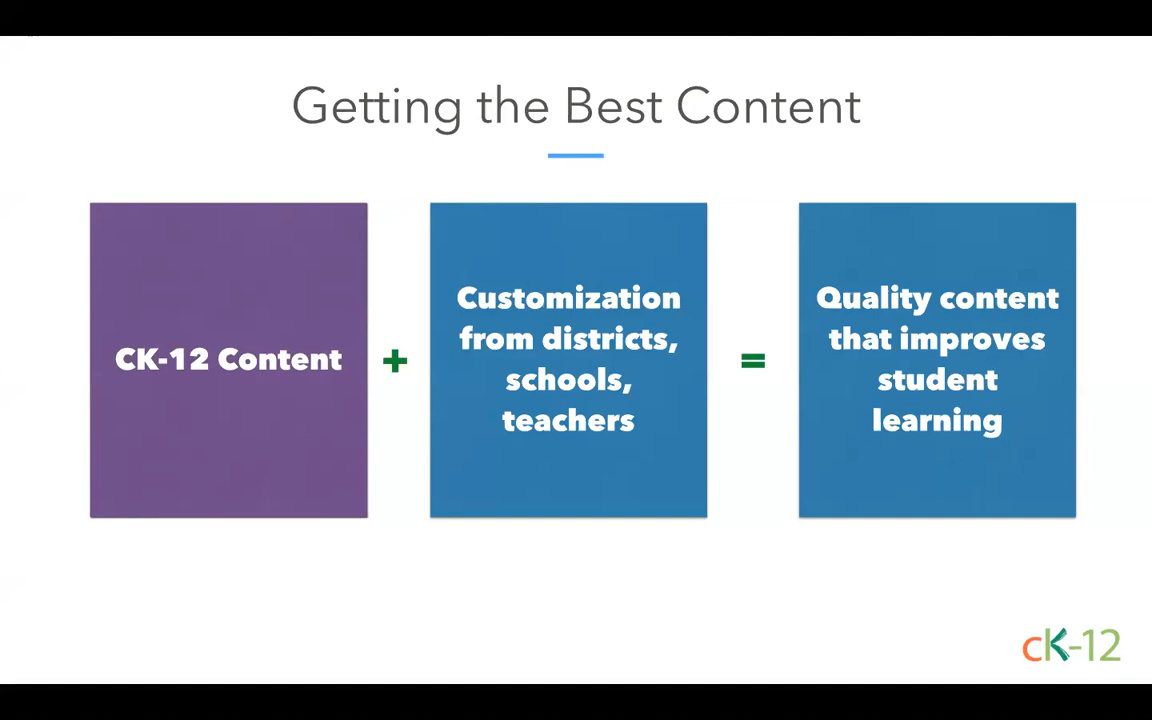 Getting the Best Content
CK-12 Content
+
Customization
from districts,
schools,
teachers
=
Quality content
that improves
student
learning
cK-12